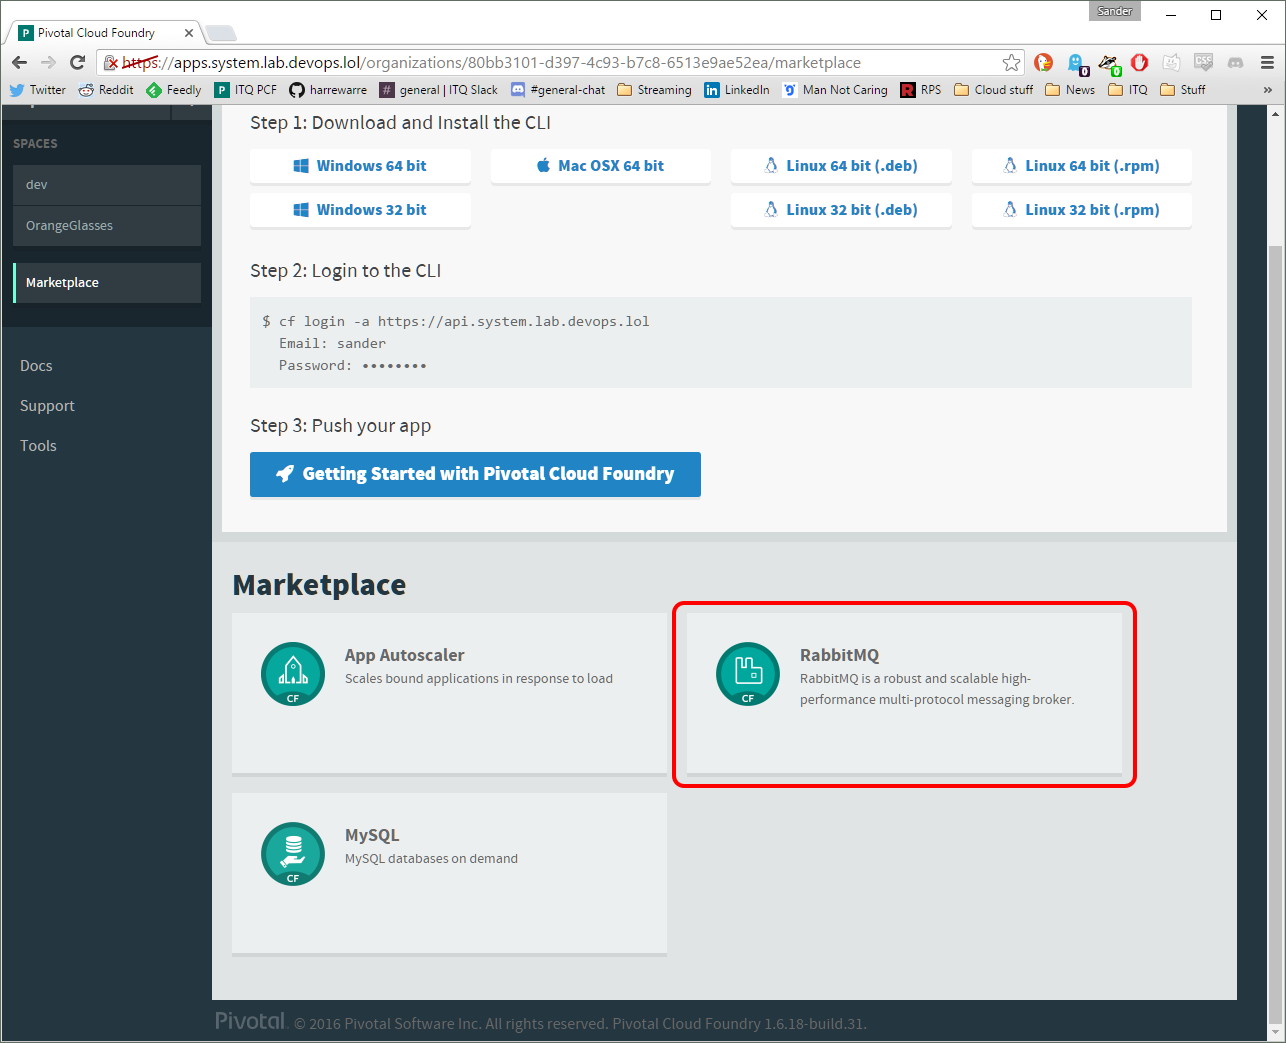 Sander
Pivotal Cloud Foundry
https://apps.system.lab.devops.lol/organizations/80bb3101-d397-4c93-b7c8-6513e9ae52ea/marketplace
0
0
CSS
Twitter
Reddit
Feedly
ITQ PCF
harrewarre
general | ITQ Slack
#general-chat
Streaming
LinkedIn
Man Not Caring
RPS
Cloud stuff
News
ITQ
Stuff
»
SPACES
dev
OrangeGlasses
Marketplace
Docs
Support
Tools
Step 1: Download and Install the CLI
Windows 64 bit
Mac OSX 64 bit
Linux 64 bit (.deb)
Linux 64 bit (.rpm)
Windows 32 bit
Linux 32 bit (.deb)
Linux 32 bit (.rpm)
Step 2: Login to the CLI
$ cf login -a https://api.system.lab.devops.lol
Email: sander
Password: ••••••••
Step 3: Push your app
Getting Started with Pivotal Cloud Foundry
Marketplace
CF
App Autoscaler
Scales bound applications in response to load
CF
RabbitMQ
RabbitMQ is a robust and scalable high-
performance multi-protocol messaging broker.
CF
MySQL
MySQL databases on demand
Pivotal © 2016 Pivotal Software Inc. All rights reserved. Pivotal Cloud Foundry 1.6.18-build.31.